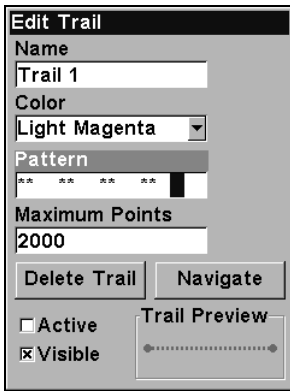 Edit Trail
Name
Trail 1
Color
Light Magenta
Pattern
** ** ** **
Maximum Points
2000
Delete Trail Navigate
Active
Trail Preview
Visible